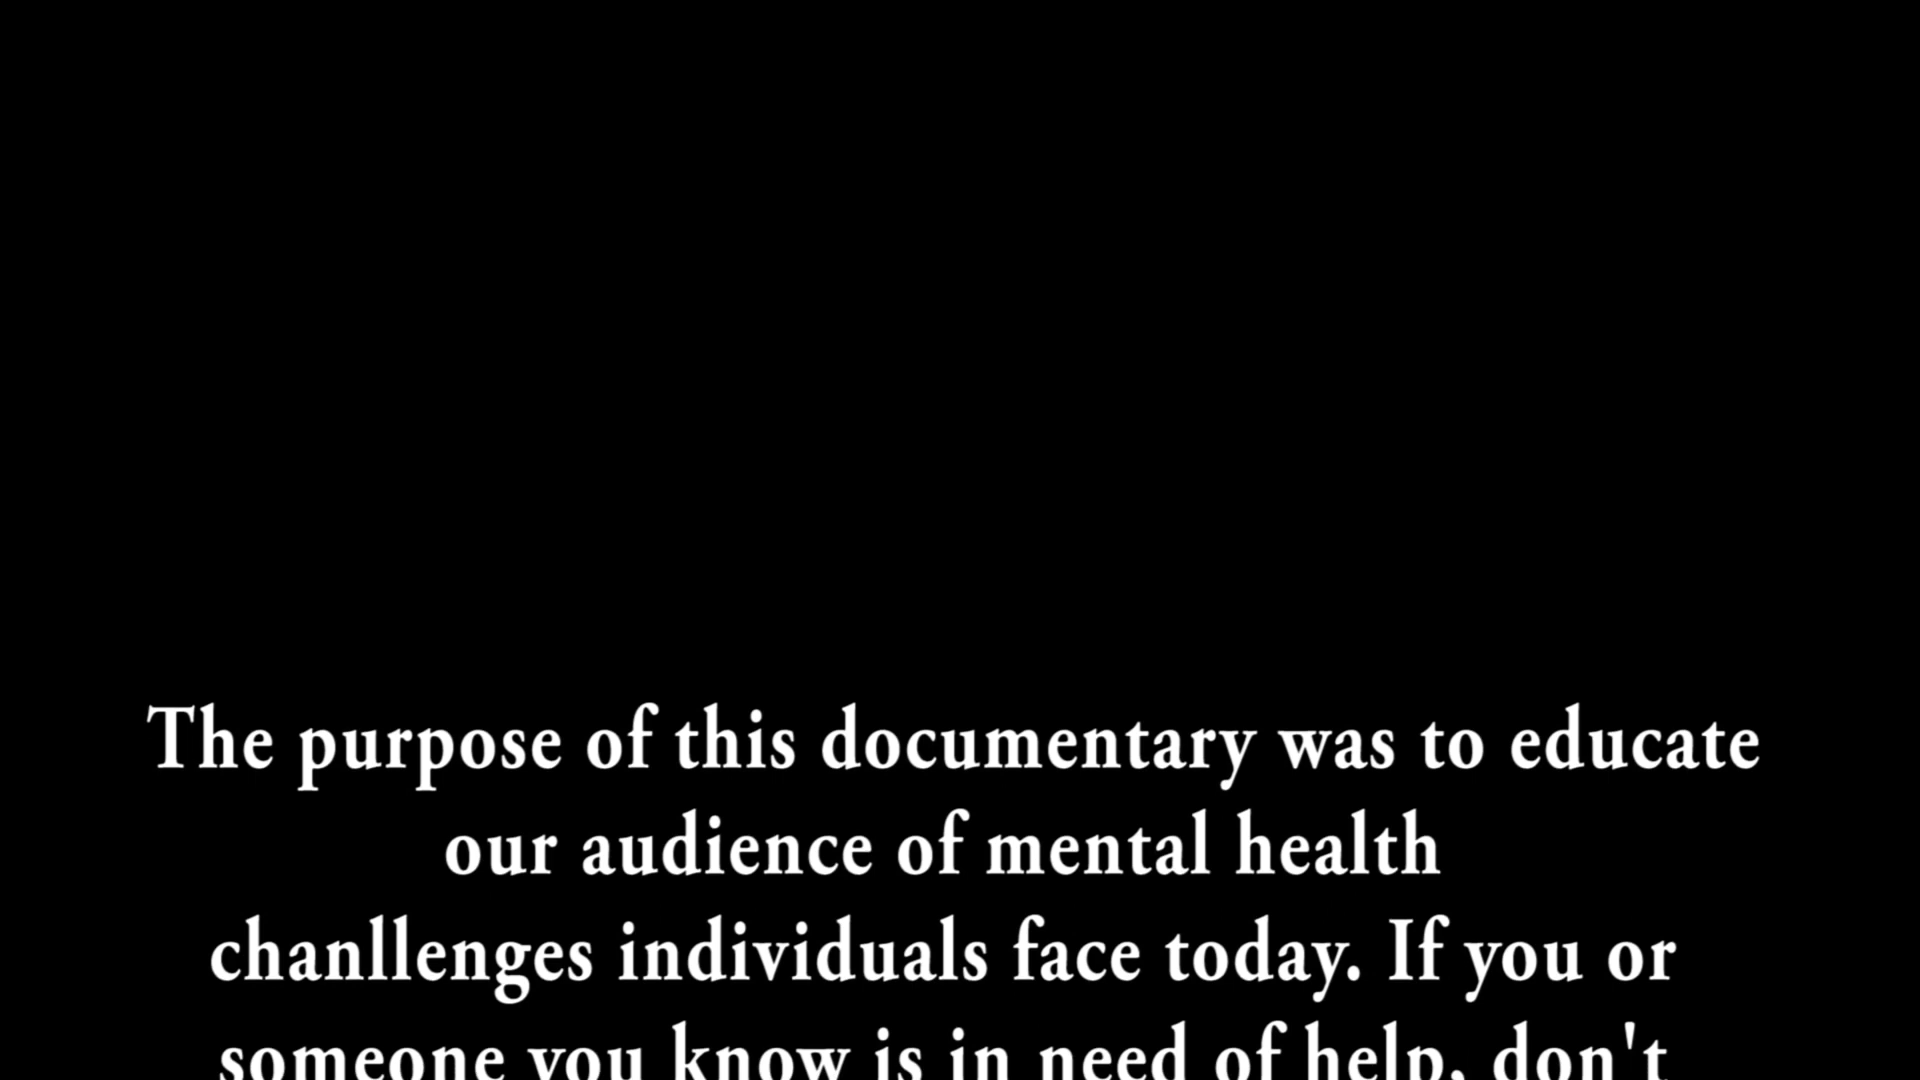 The purpose of this documentary was to educate
our audience of mental health
chanllenges individuals face today. If you or
someone you know is in need of help, don't